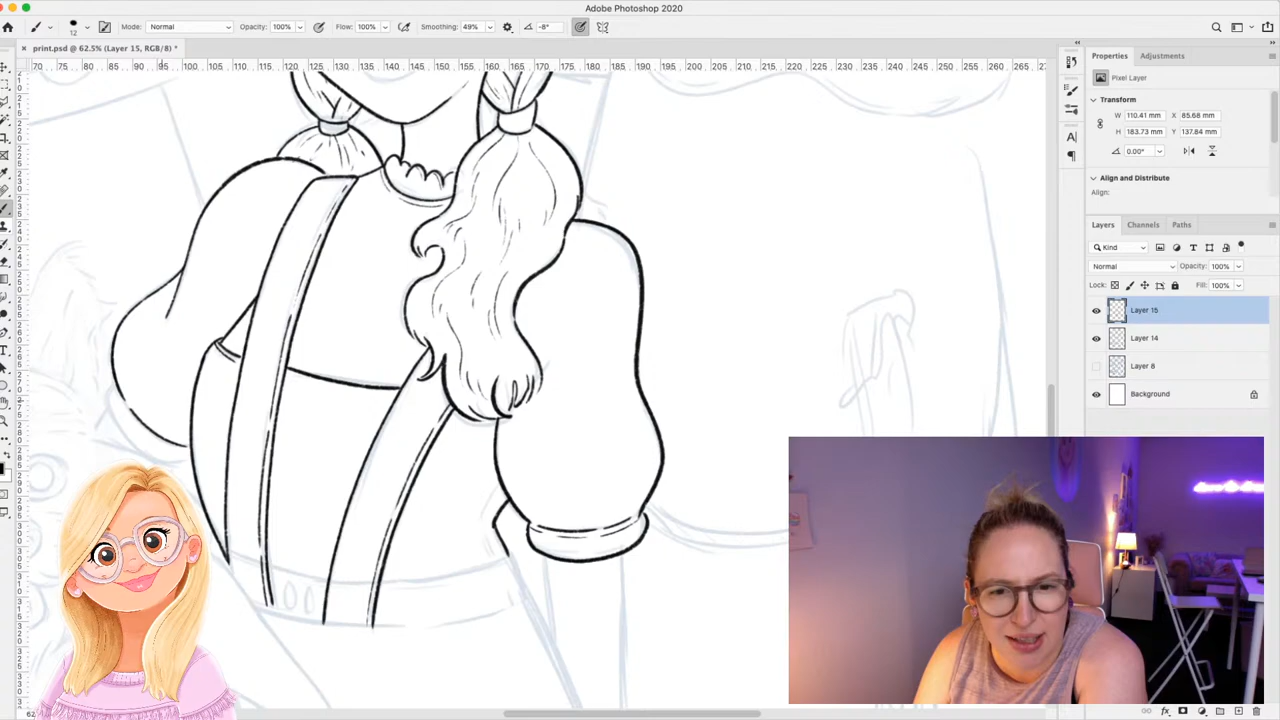 Adobe Photoshop 2020
12 Mode: Normal Opacity: 100% Flow: 100% Smoothing: 49% -8°
× print.psd @ 62.5% (Layer 15, RGB/8) *
70 75 80 85 90 95 100 105 110 115 120 125 130 135 140 145 150 155 160 165 170 175 180 185 190 195 200 205 210 215 220 225 230 235 240 245 250 255 260 265 270
Properties Adjustments
Pixel Layer
Transform
W 110.41 mm X 85.68 mm
H 183.73 mm Y 137.84 mm
0.00°
Align and Distribute
Align:
Layers Channels Paths
Kind
Normal Opacity: 100%
Lock: Fill: 100%
Layer 15
Layer 14
Layer 8
Background